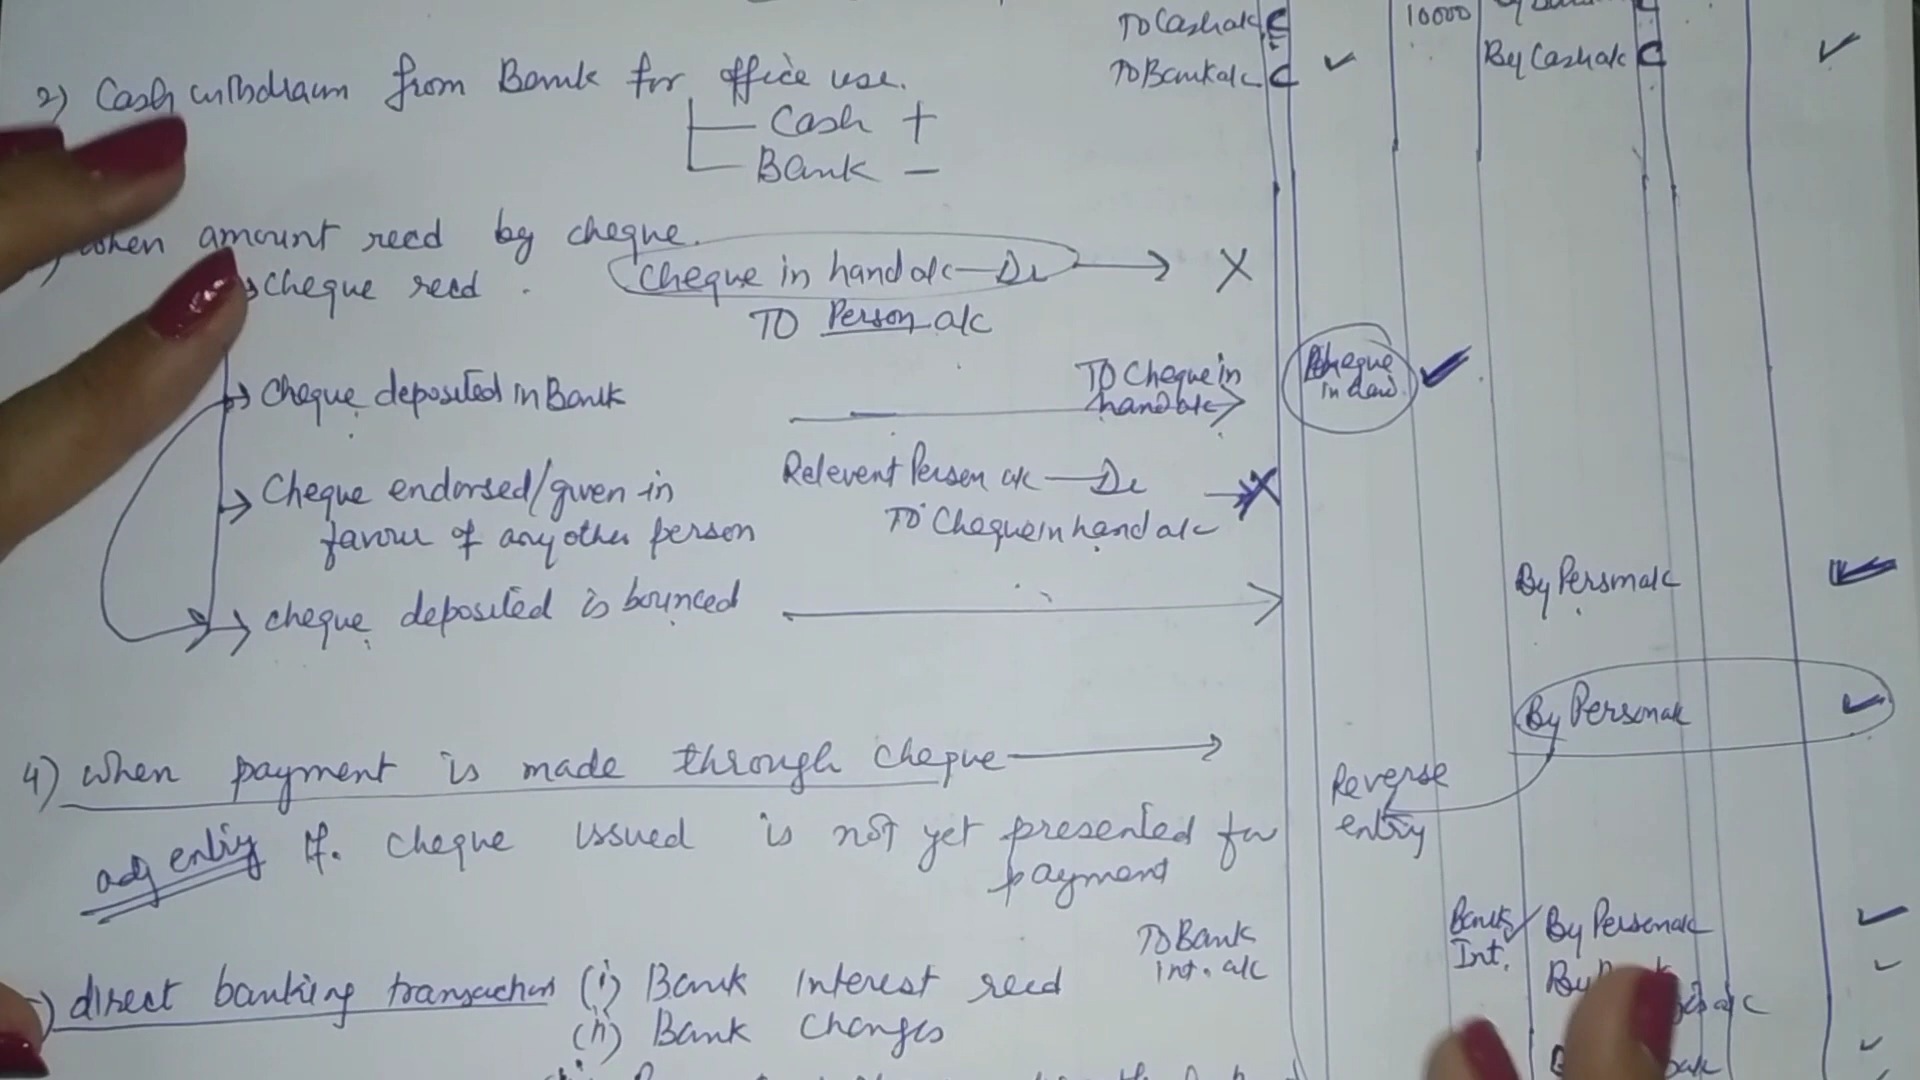 To Cash a/c C 10000
2) Cash withdrawn from Bank for office use. To Bank a/c C By Cash a/c C
Cash +
Bank -
when amount recd by cheque.
cheque recd. Cheque in hand a/c — Dr X
To Person a/c
Cheque deposited in Bank To Cheque in hand a/c Cheque in hand
Cheque endorsed/given in Relevent Person a/c — Dr X
favour of any other person To Cheque in hand a/c
cheque deposited is bounced By Person a/c
By Person a/c
4) when payment is made through cheque Reverse entry
adj entry If. cheque issued is not yet presented for
payment
To Bank Int. a/c Bank Int. By Person a/c
5) direct banking transactions (i) Bank Interest recd
(ii) Bank Charges